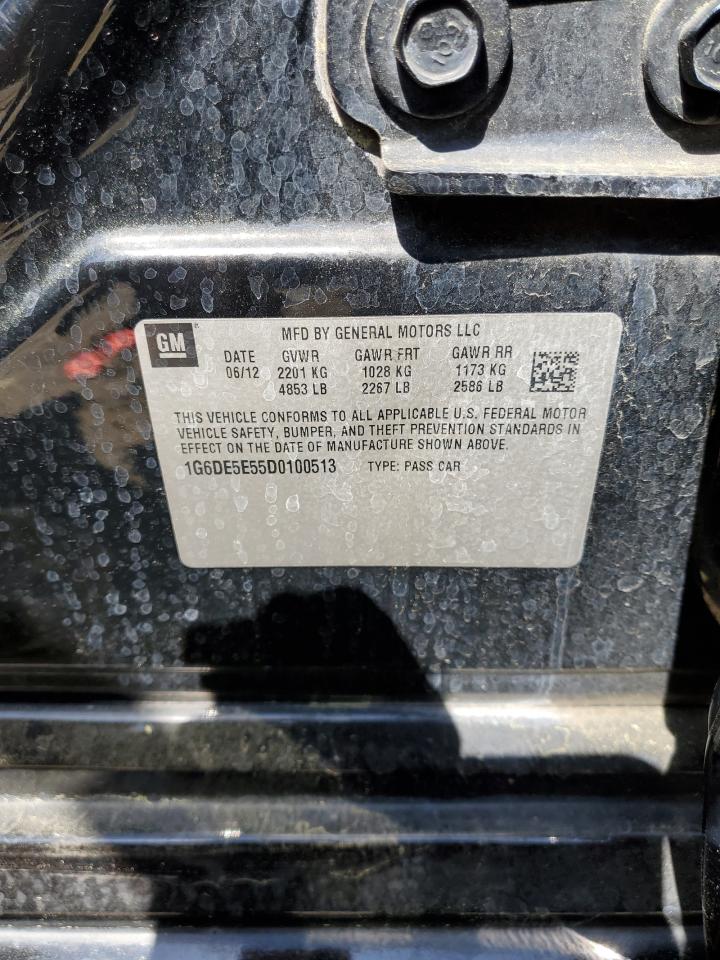 GM
MFD BY GENERAL MOTORS LLC
DATE GVWR GAWR FRT GAWR RR
06/12 2201 KG 1028 KG 1173 KG
4853 LB 2267 LB 2586 LB
THIS VEHICLE CONFORMS TO ALL APPLICABLE U.S. FEDERAL MOTOR
VEHICLE SAFETY, BUMPER, AND THEFT PREVENTION STANDARDS IN
EFFECT ON THE DATE OF MANUFACTURE SHOWN ABOVE.
1G6DE5E55D0100513 TYPE: PASS CAR